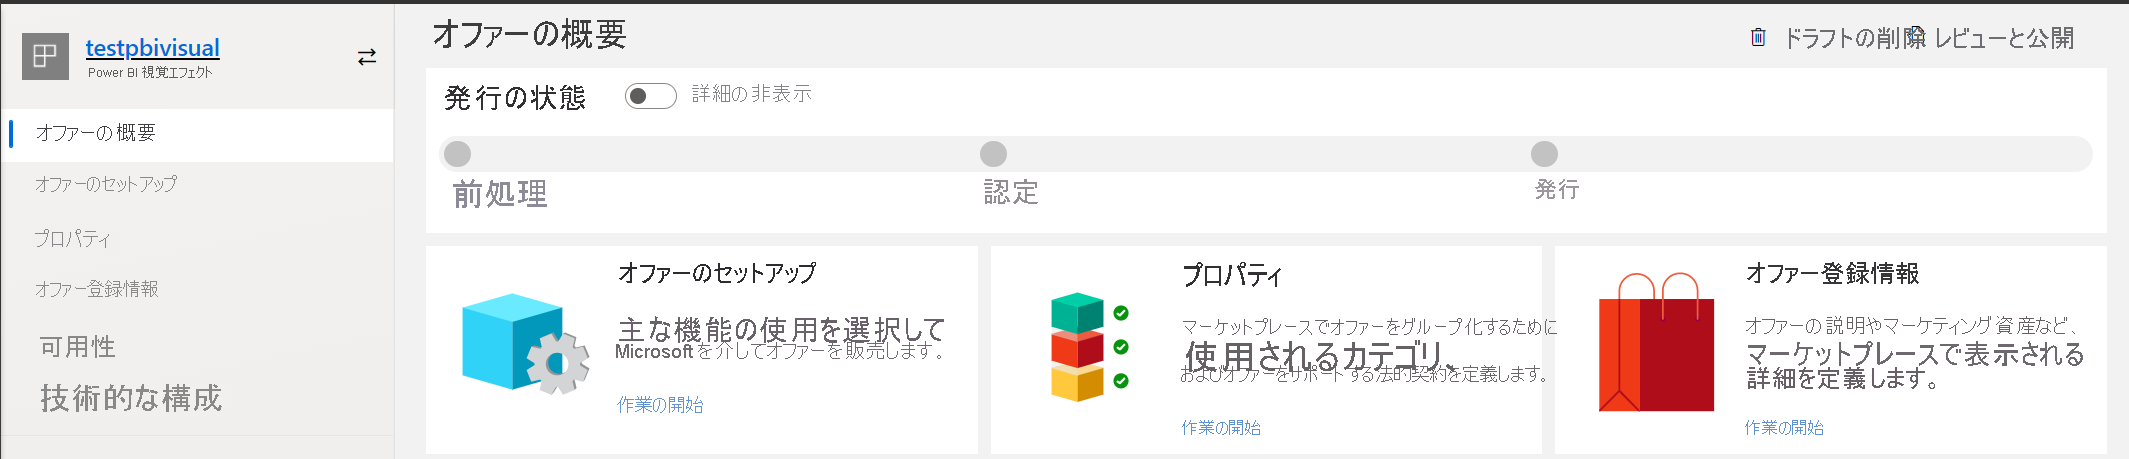 testpbivisual
Power BI 視覚エフェクト
オファーの概要
オファーのセットアップ
プロパティ
オファー登録情報
可用性
技術的な構成
オファーの概要
ドラフトの削除 レビューと公開
発行の状態 詳細の非表示
前処理 認定 発行
オファーのセットアップ
主な機能の使用を選択して
Microsoft を介してオファーを販売します。
作業の開始
プロパティ
マーケットプレースでオファーをグループ化するために
使用されるカテゴリ、
およびオファーをサポートする法的契約を定義します。
作業の開始
オファー登録情報
オファーの説明やマーケティング資産など、
マーケットプレースで表示される
詳細を定義します。
作業の開始